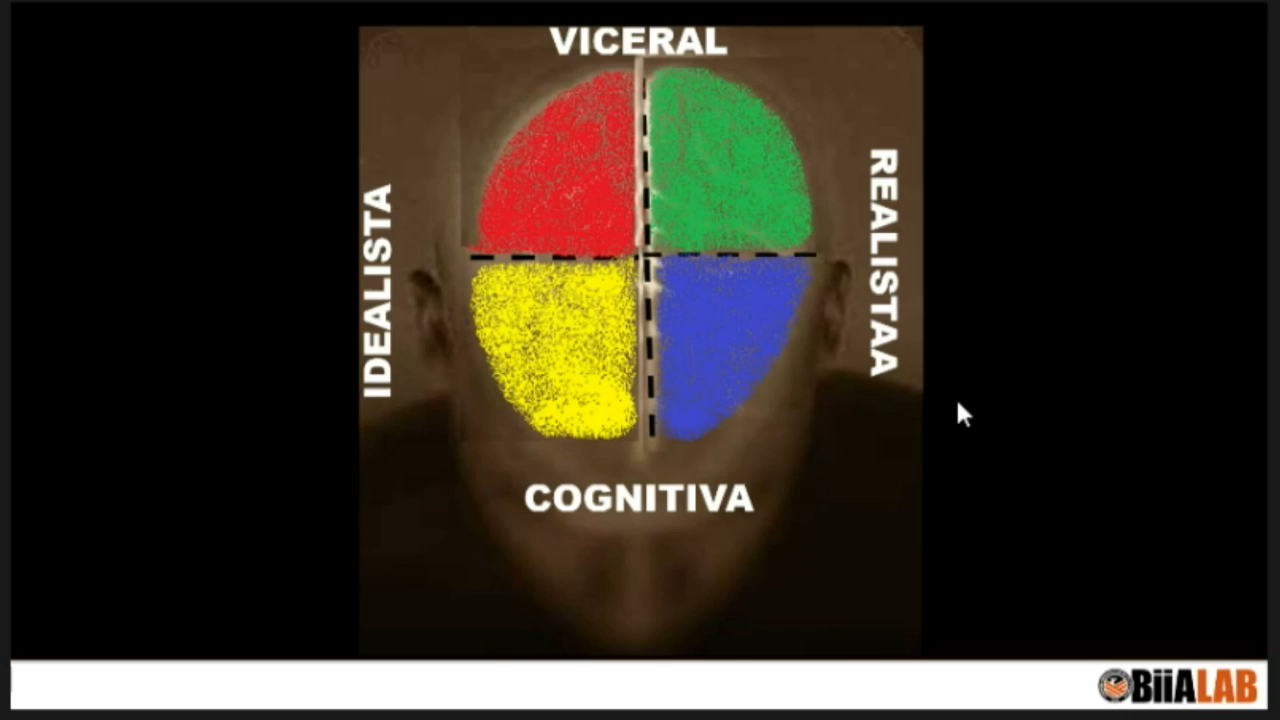 VICERAL
IDEALISTA
REALISTAA
COGNITIVA
BiiALAB